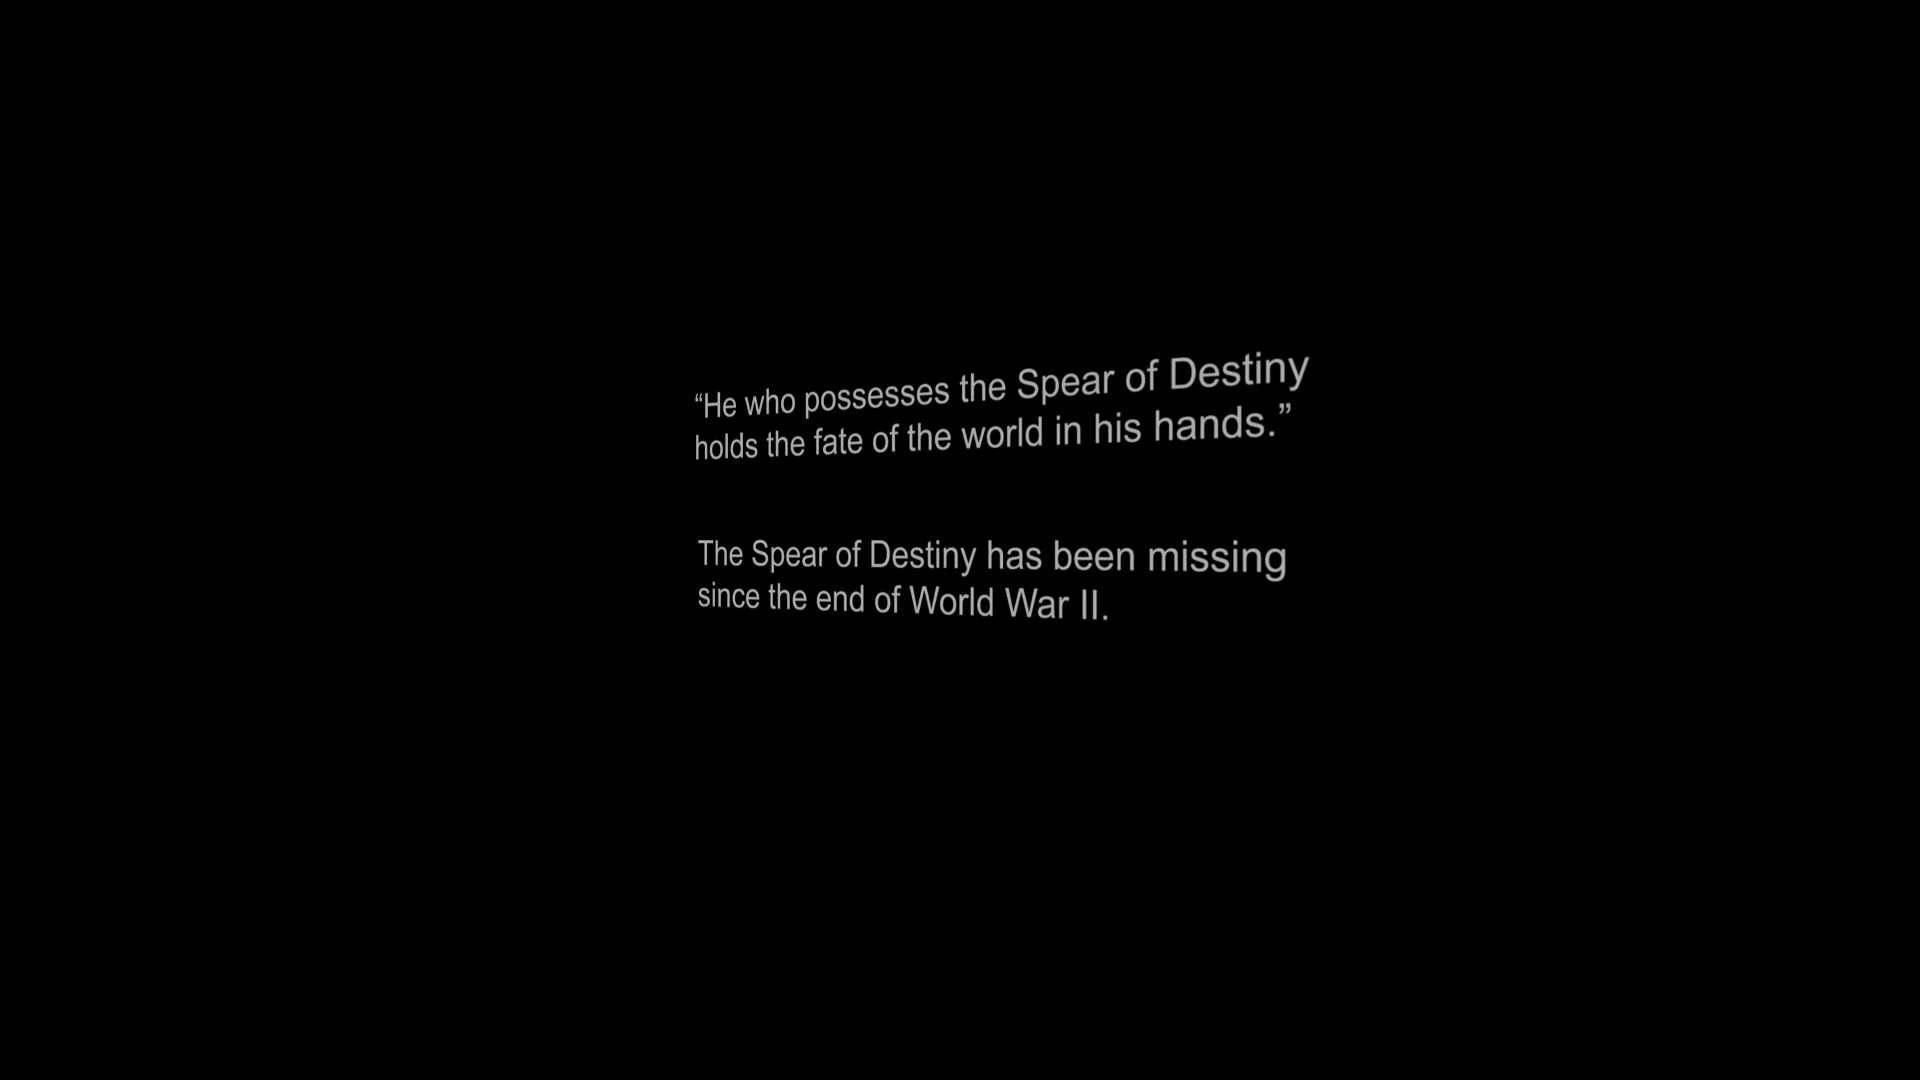 “He who possesses the Spear of Destiny
holds the fate of the world in his hands.”
The Spear of Destiny has been missing
since the end of World War II.